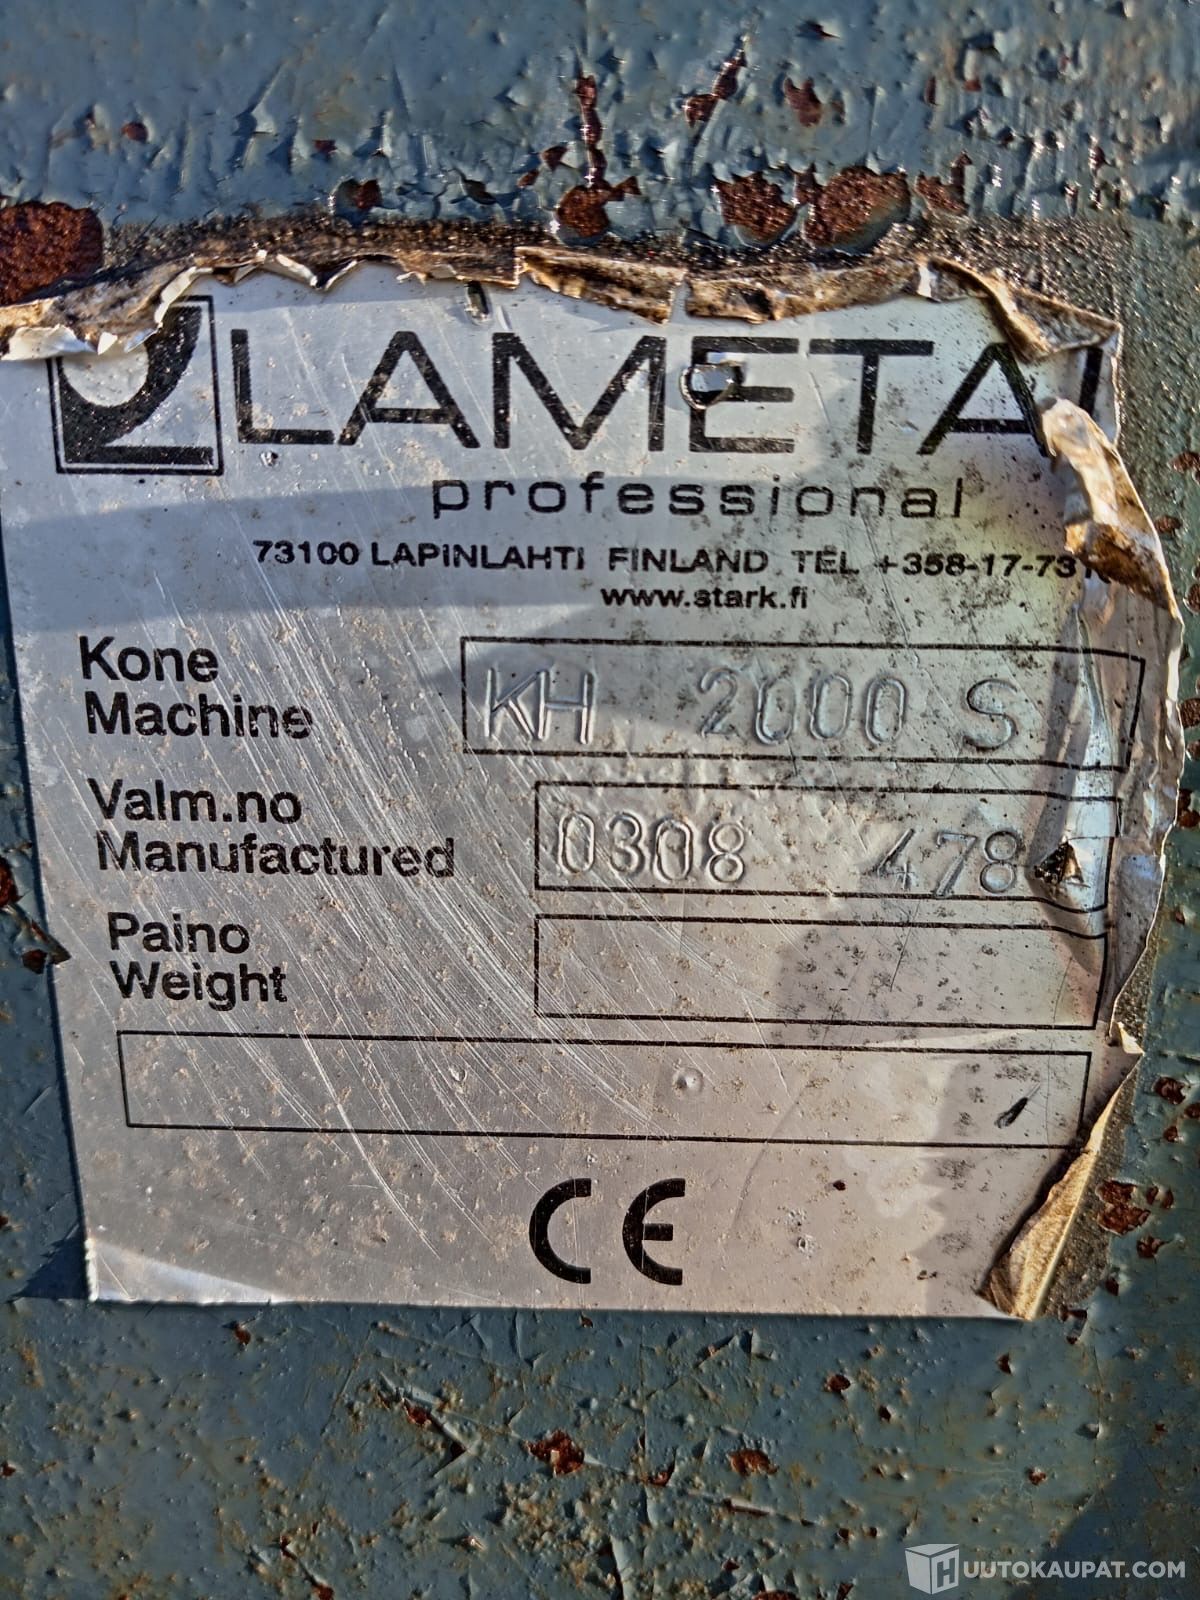 LAMETAL
professional
73100 LAPINLAHTI FINLAND TEL +358-17-731
www.stark.fi
Kone
Machine
KH 2000 S
Valm.no
Manufactured
0308 478
Paino
Weight
CE
HUUTOKAUPAT.COM